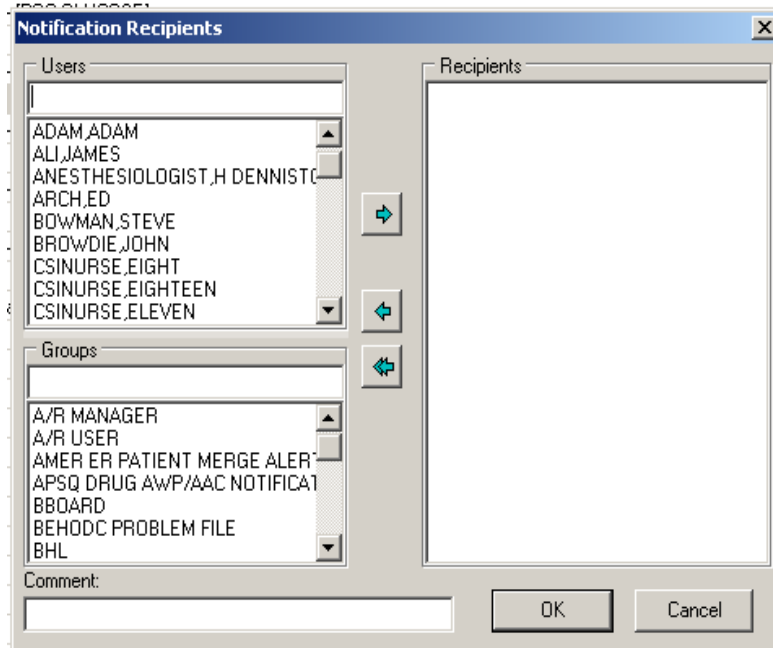 Notification Recipients
Users
ADAM,ADAM
ALI,JAMES
ANESTHESIOLOGIST,H DENNISTO
ARCH,ED
BOWMAN,STEVE
BROWDIE,JOHN
CSINURSE,EIGHT
CSINURSE,EIGHTEEN
CSINURSE,ELEVEN
Groups
A/R MANAGER
A/R USER
AMER ER PATIENT MERGE ALERT
APSQ DRUG AWP/AAC NOTIFICAT
BBOARD
BEHODC PROBLEM FILE
BHL
Comment:
Recipients
OK
Cancel